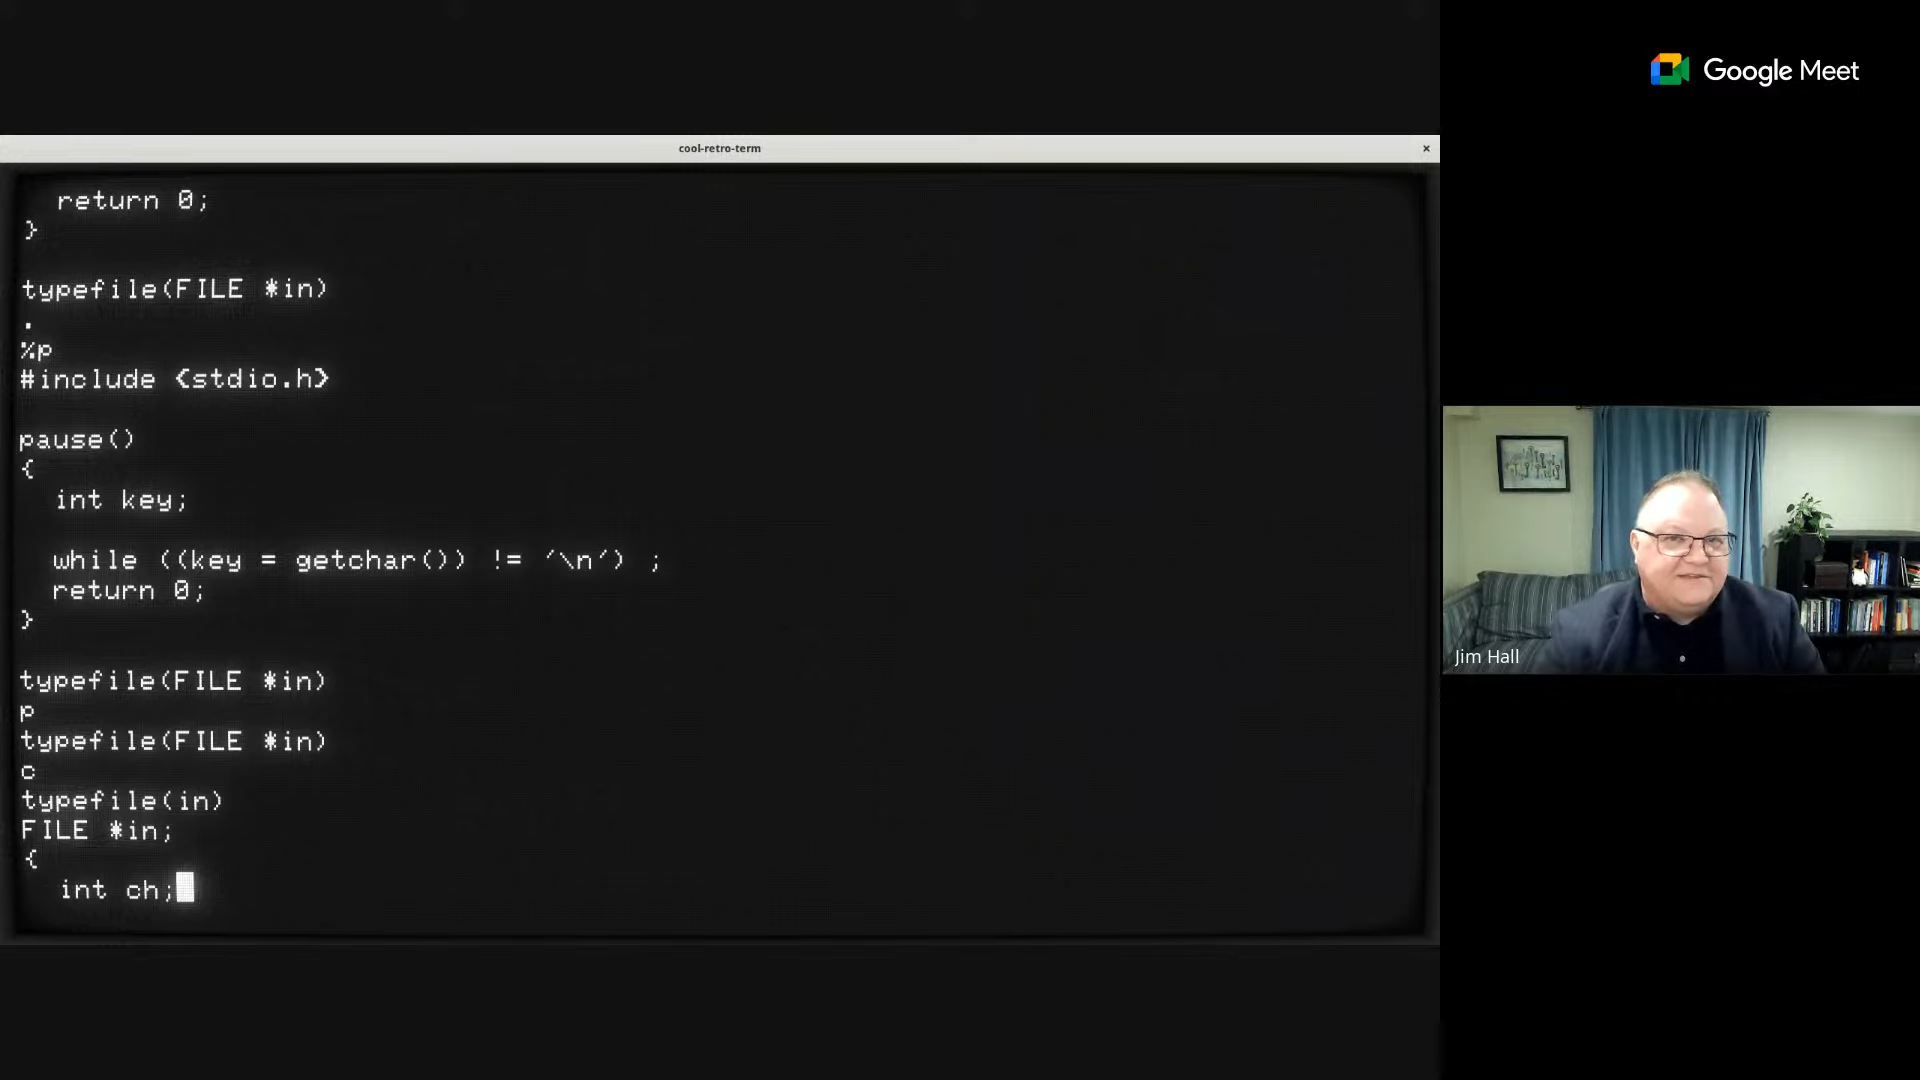 Google Meet
cool-retro-term ×
return 0;
}
typefile(FILE *in)
.
%p
#include <stdio.h>
pause()
{
int key;
while ((key = getchar()) != '\n') ;
return 0;
}
typefile(FILE *in)
p
typefile(FILE *in)
c
typefile(in)
FILE *in;
{
int ch;
Jim Hall